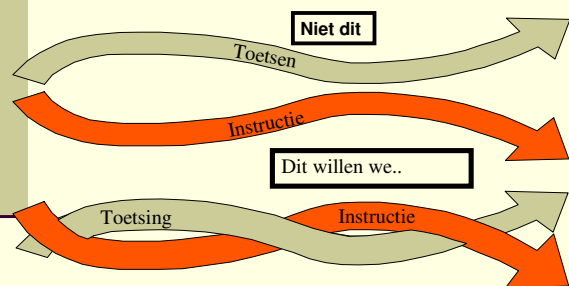 Niet dit
Toetsen
Instructie
Dit willen we..
Toetsing
Instructie